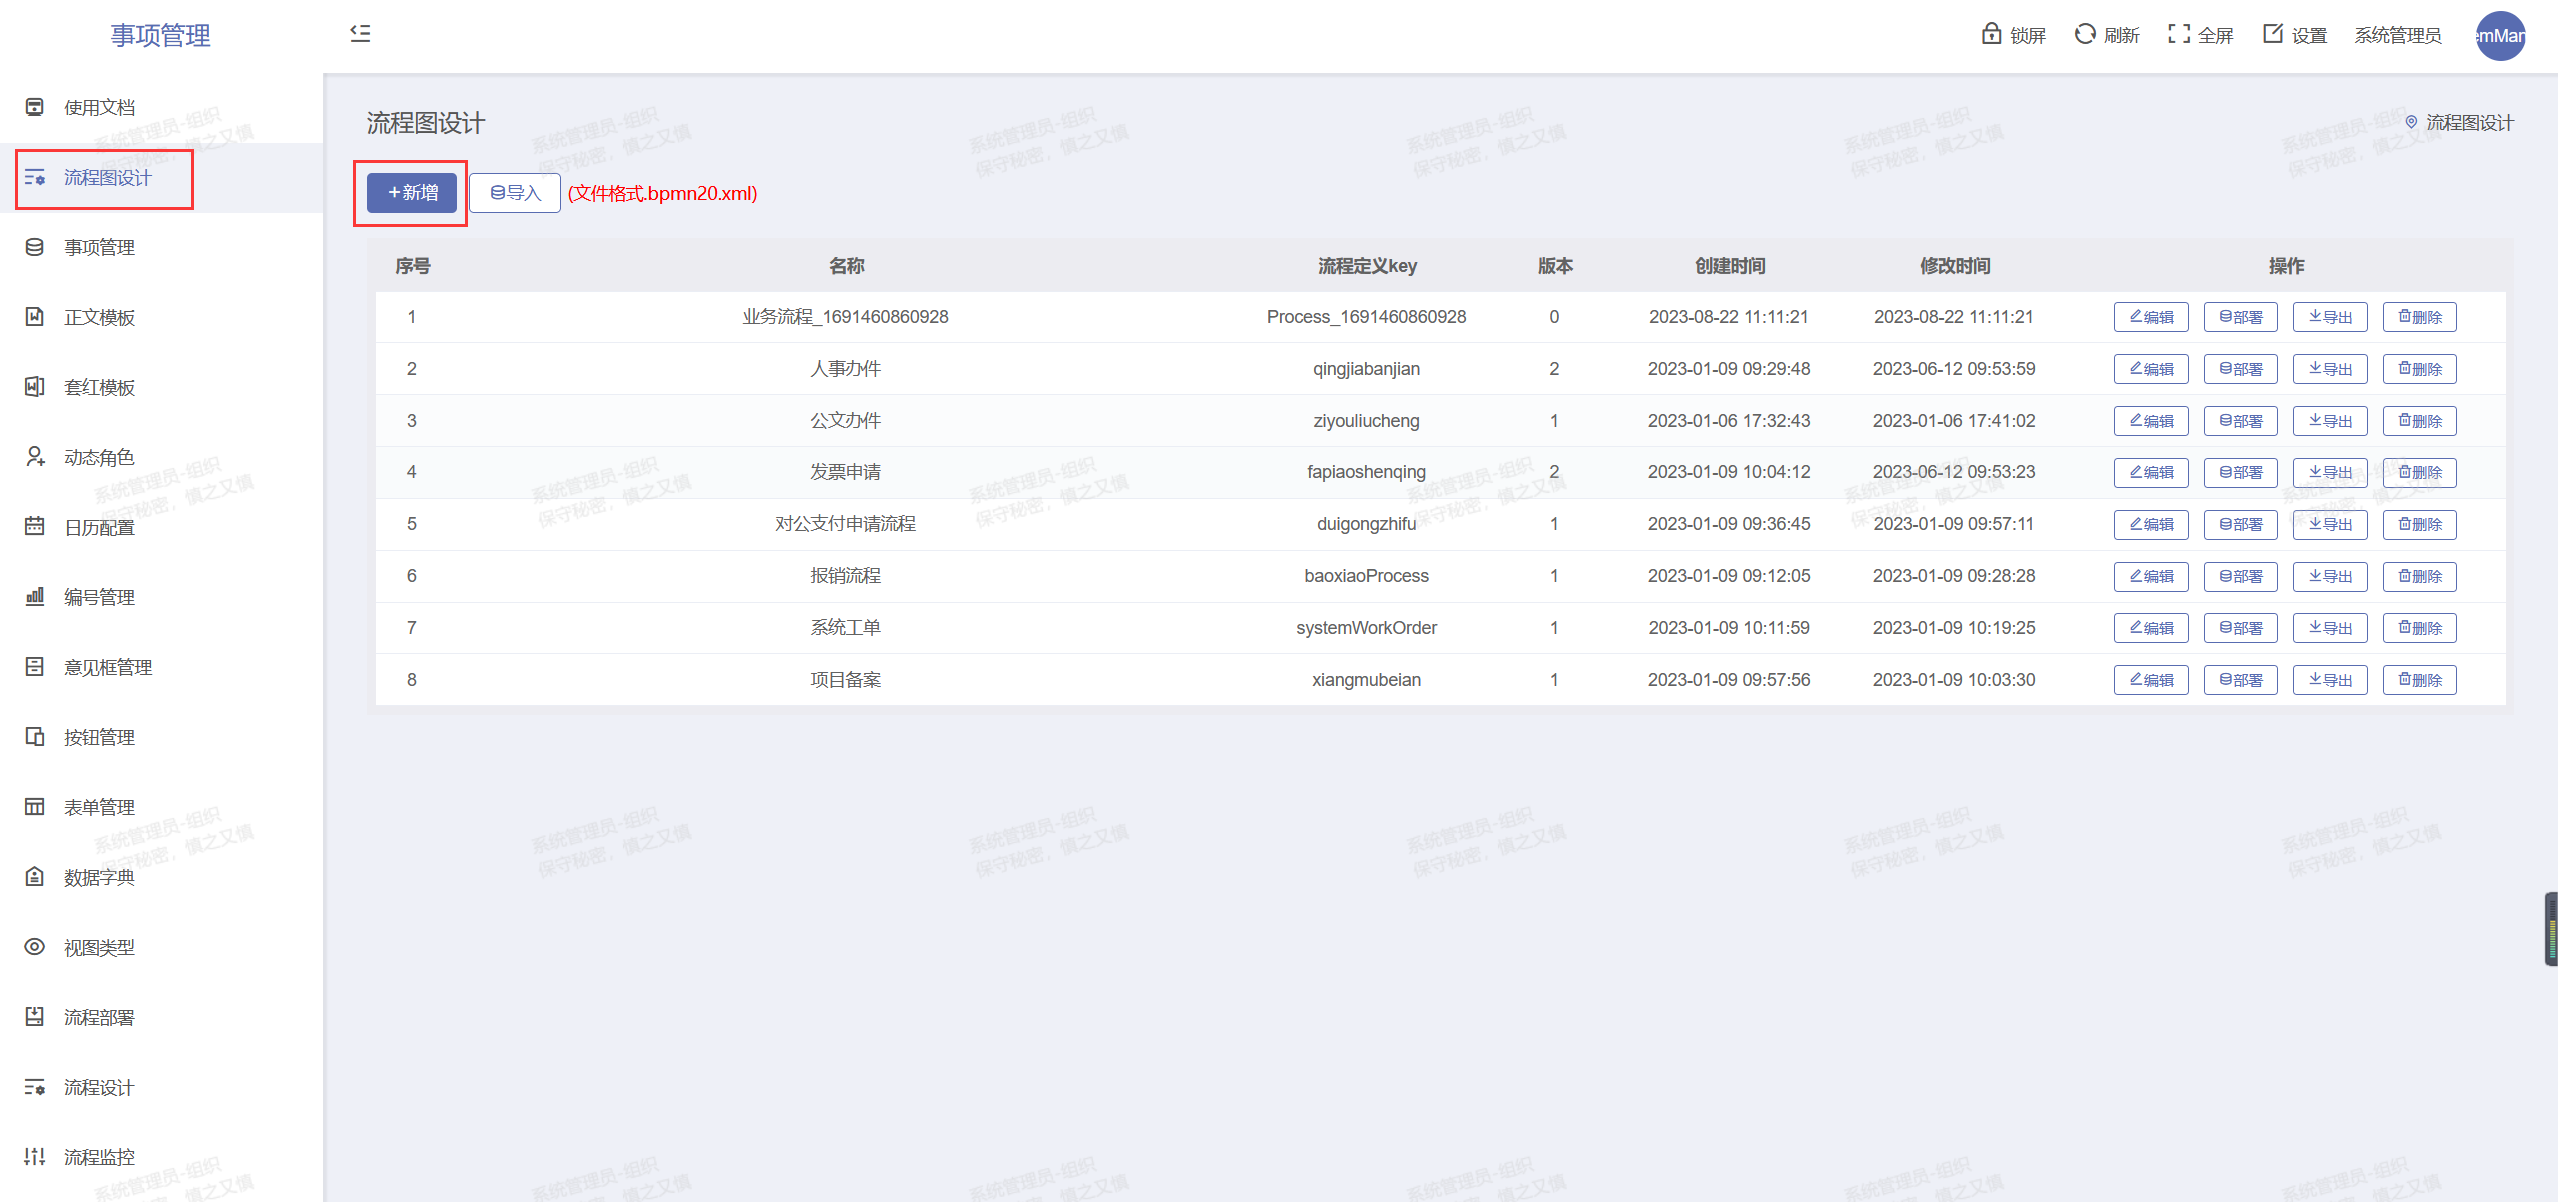 事项管理
锁屏 刷新 全屏 设置 系统管理员 emMan
使用文档
流程图设计
事项管理
正文模板
套红模板
动态角色
日历配置
编号管理
意见框管理
按钮管理
表单管理
数据字典
视图类型
流程部署
流程设计
流程监控
流程图设计
流程图设计
+新增 导入 (文件格式.bpmn20.xml)
序号 名称 流程定义key 版本 创建时间 修改时间 操作
1 业务流程_1691460860928 Process_1691460860928 0 2023-08-22 11:11:21 2023-08-22 11:11:21 编辑 部署 导出 删除
2 人事办件 qingjiabanjian 2 2023-01-09 09:29:48 2023-06-12 09:53:59 编辑 部署 导出 删除
3 公文办件 ziyouliucheng 1 2023-01-06 17:32:43 2023-01-06 17:41:02 编辑 部署 导出 删除
4 发票申请 fapiaoshenqing 2 2023-01-09 10:04:12 2023-06-12 09:53:23 编辑 部署 导出 删除
5 对公支付申请流程 duigongzhifu 1 2023-01-09 09:36:45 2023-01-09 09:57:11 编辑 部署 导出 删除
6 报销流程 baoxiaoProcess 1 2023-01-09 09:12:05 2023-01-09 09:28:28 编辑 部署 导出 删除
7 系统工单 systemWorkOrder 1 2023-01-09 10:11:59 2023-01-09 10:19:25 编辑 部署 导出 删除
8 项目备案 xiangmubeian 1 2023-01-09 09:57:56 2023-01-09 10:03:30 编辑 部署 导出 删除
系统管理员-组织
保守秘密，慎之又慎